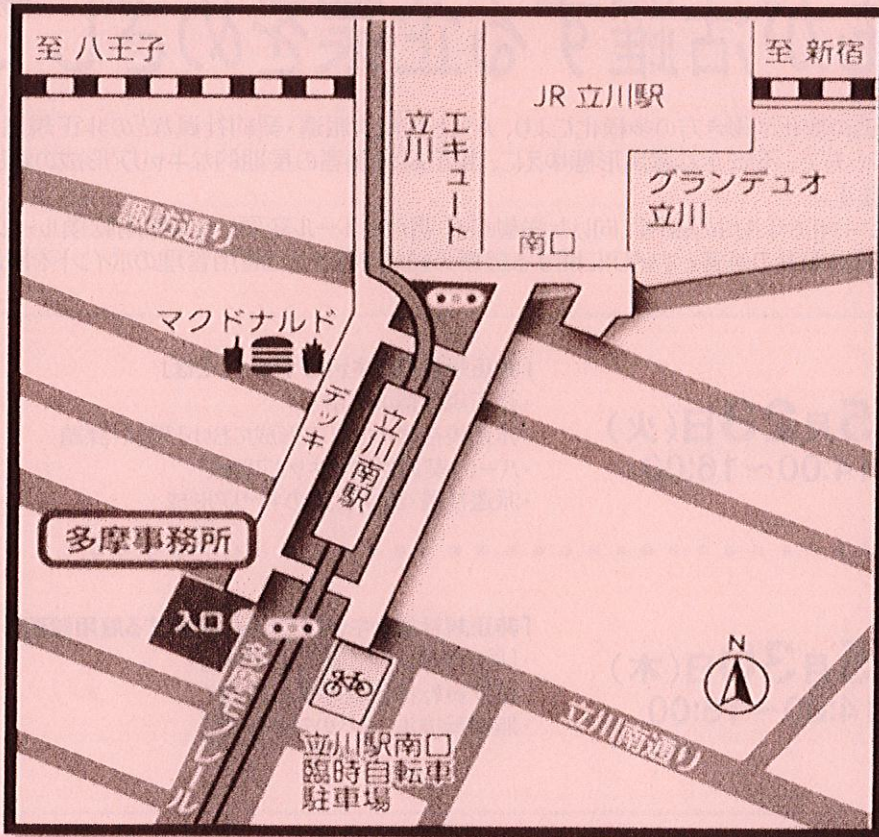 至 八王子
至 新宿
JR 立川駅
エキュート
立川
グランデュオ
立川
南口
諏訪通り
マクドナルド
デッキ
立川南駅
多摩事務所
入口
多摩モノレール
N
立川南通り
立川駅南口
臨時自転車
駐車場